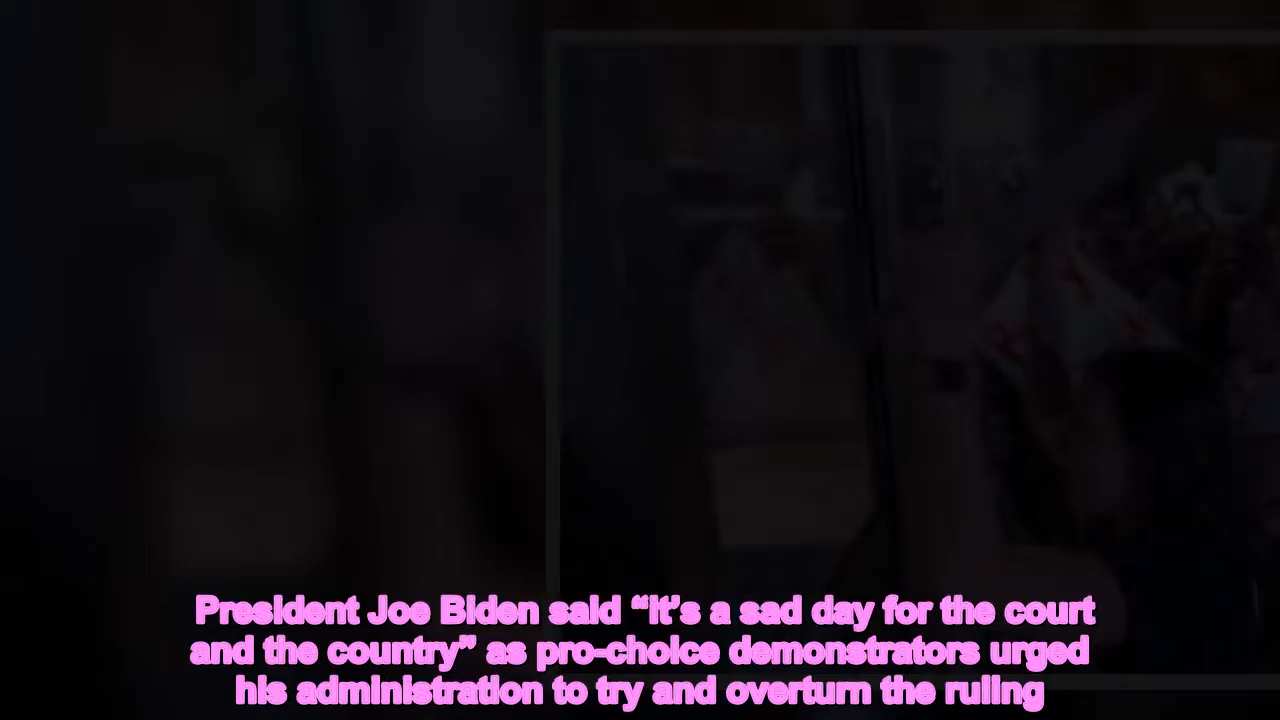 President Joe Biden said “it’s a sad day for the court
and the country” as pro-choice demonstrators urged
his administration to try and overturn the ruling